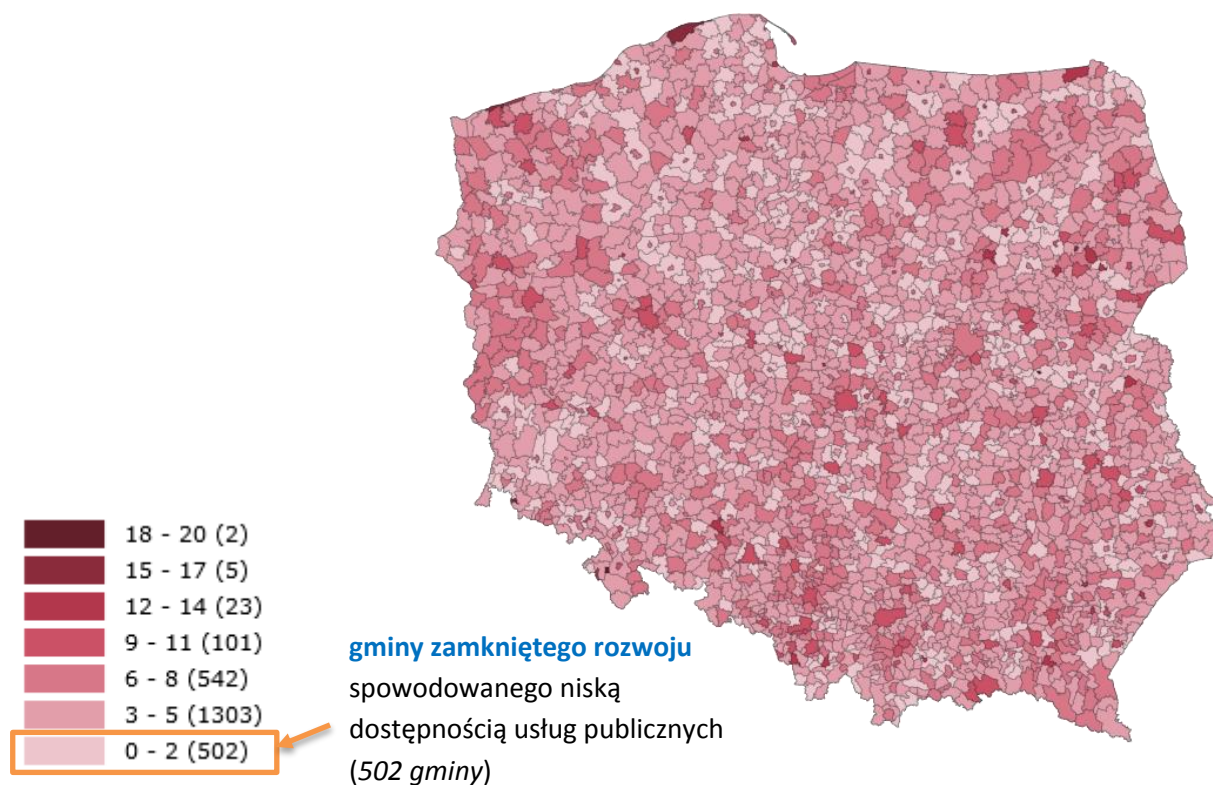 18 - 20 (2)
15 - 17 (5)
12 - 14 (23)
9 - 11 (101)
6 - 8 (542)
3 - 5 (1303)
0 - 2 (502)
gminy zamkniętego rozwoju
spowodowanego niską
dostępnością usług publicznych
(502 gminy)